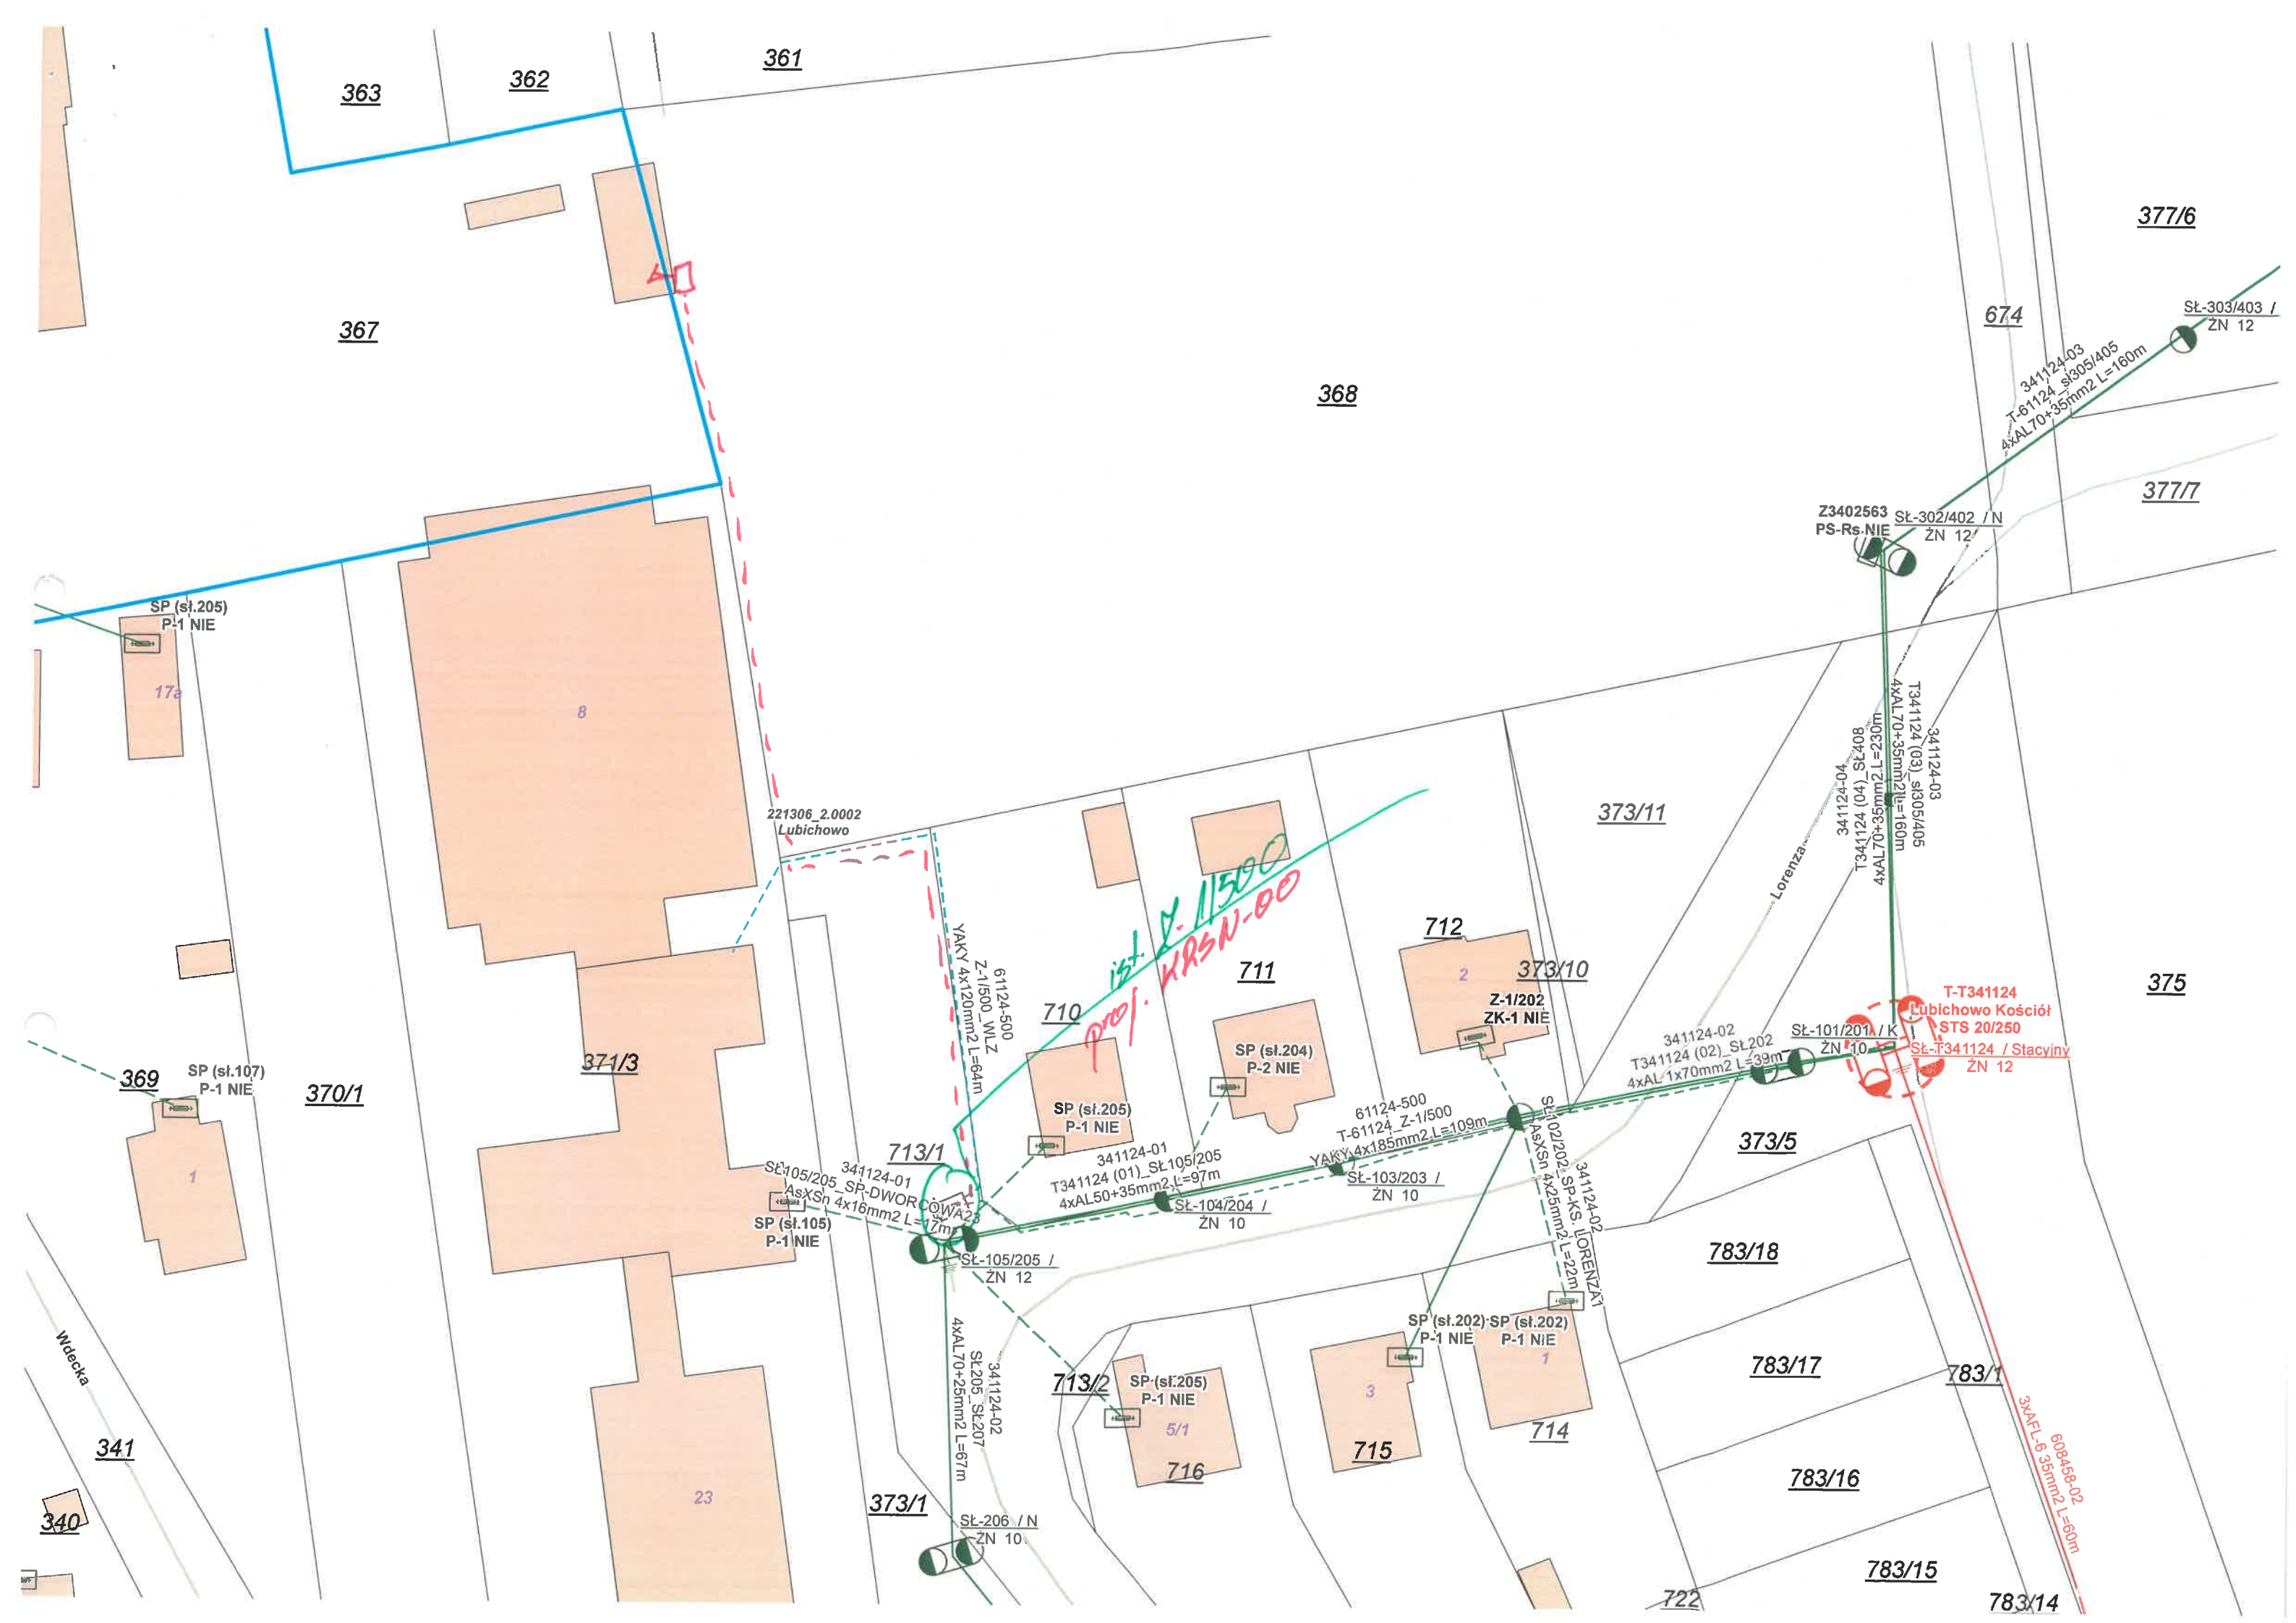 361
362
363
377/6
SŁ-303/403 /
ŻN 12
674
367
341124-03
T-61124_sł305/405
4xAL70+35mm2 L=160m
368
377/7
Z3402563
PS-Rs NIE
SŁ-302/402 / N
ŻN 12
SP (sł.205)
P-1 NIE
17a
8
341124-03
T341124 (03)_sł305/405
4xAL70+35mm2 L=160m
341124-04
T341124 (04)_SŁ408
4xAL70+35mm2 L=230m
221306_2.0002
Lubichowo
373/11
Lorenza
ist. Z-1/500
proj. KRSN-00
712
2
373/10
711
375
61124-500
Z-1/500_WLZ
YAKY 4x120mm2 L=64m
710
Z-1/202
ZK-1 NIE
T-T341124
Lubichowo Kościół
STS 20/250
SŁ-T341124 / Stacyjny
ŻN 12
SŁ-101/201 / K
ŻN 10
341124-02
T341124 (02)_SŁ202
4xAL 1x70mm2 L=39m
371/3
SP (sł.204)
P-2 NIE
369
SP (sł.107)
P-1 NIE
370/1
1
SP (sł.205)
P-1 NIE
61124-500
T-61124_Z-1/500
YAKY 4x185mm2 L=109m
373/5
713/1
341124-01
SŁ105/205_SP-DWORCOWA23
AsXSn 4x16mm2 L=17m
341124-01
T341124 (01)_SŁ105/205
4xAL50+35mm2 L=97m
SŁ-103/203 /
ŻN 10
341124-02
SŁ102/202_SP-KS. LORENZA1
AsXSn 4x25mm2 L=22m
SŁ-104/204 /
ŻN 10
SP (sł.105)
P-1 NIE
SŁ-105/205 /
ŻN 12
783/18
SP (sł.202)
P-1 NIE
SP (sł.202)
P-1 NIE
Wdecka
341124-02
SŁ205_SŁ207
4xAL70+25mm2 L=67m
713/2
SP (sł.205)
P-1 NIE
5/1
3
1
783/17
783/1
714
341
715
716
783/16
608458-02
3xAFL-6 35mm2 L=60m
23
373/1
340
SŁ-206 / N
ŻN 10
783/15
722
783/14